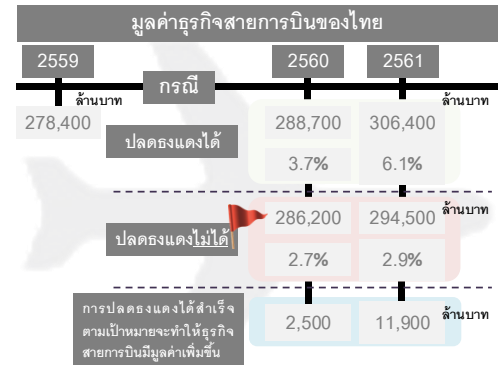 มูลค่าธุรกิจสายการบินของไทย
2559 2560 2561
กรณี
ล้านบาท ล้านบาท
278,400 288,700 306,400
ปลดธงแดงได้
3.7% 6.1%
ล้านบาท
286,200 294,500
ปลดธงแดงไม่ได้
2.7% 2.9%
การปลดธงแดงได้สำเร็จ
ตามเป้าหมายจะทำให้ธุรกิจ
สายการบินมีมูลค่าเพิ่มขึ้น
2,500 11,900 ล้านบาท